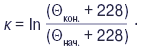 κ = ln (Θкон. + 228) / (Θнач. + 228) .